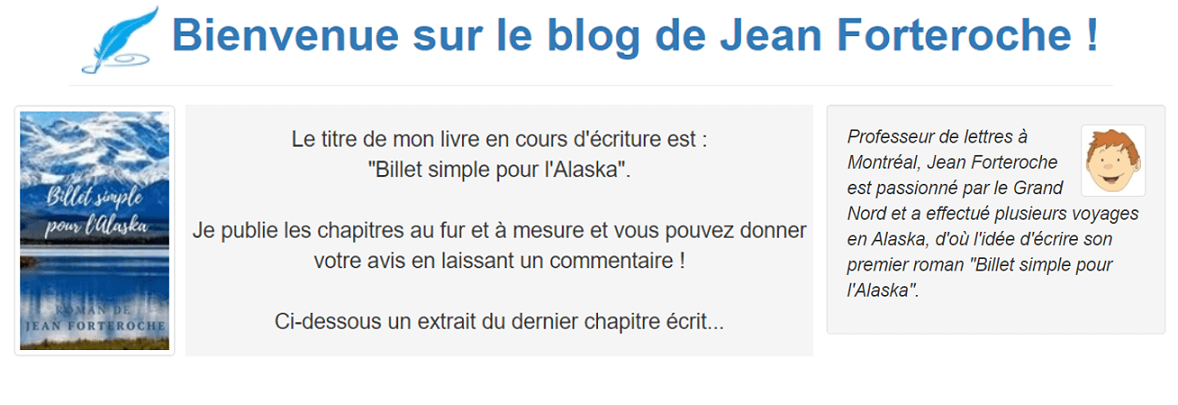 Bienvenue sur le blog de Jean Forteroche !
Billet simple
pour l'Alaska
ROMAN DE
JEAN FORTEROCHE
Le titre de mon livre en cours d'écriture est :
"Billet simple pour l'Alaska".
Je publie les chapitres au fur et à mesure et vous pouvez donner
votre avis en laissant un commentaire !
Ci-dessous un extrait du dernier chapitre écrit...
Professeur de lettres à
Montréal, Jean Forteroche
est passionné par le Grand
Nord et a effectué plusieurs voyages
en Alaska, d'où l'idée d'écrire son
premier roman "Billet simple pour
l'Alaska".